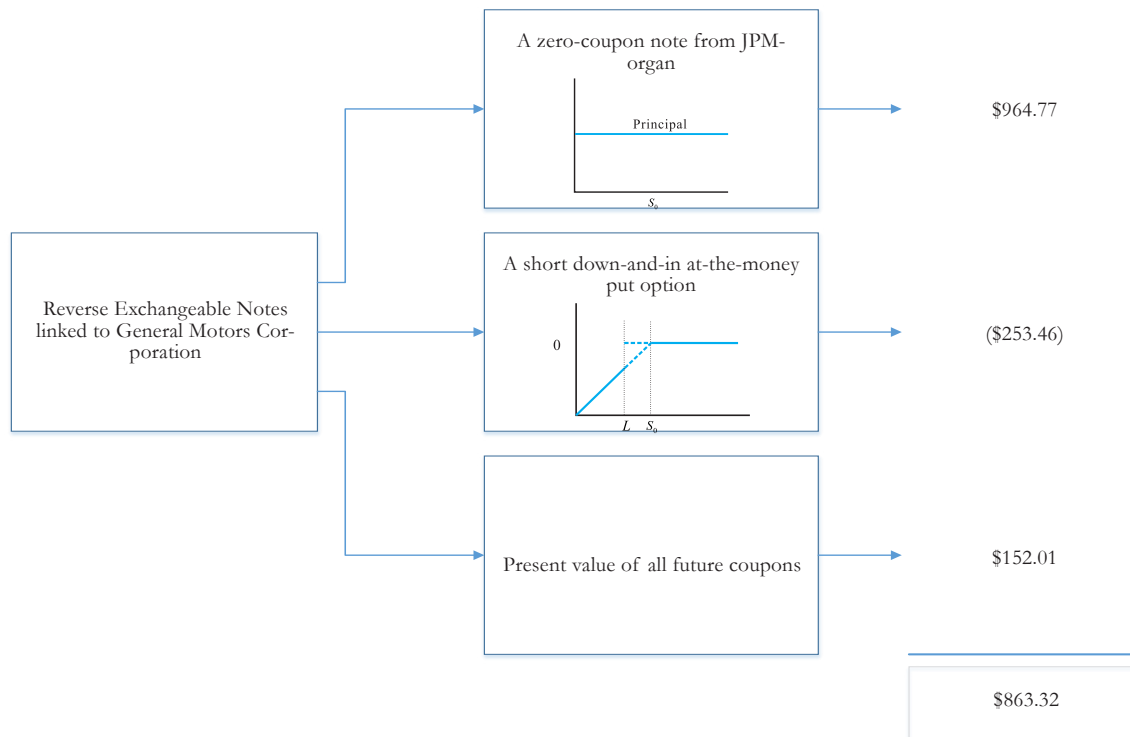 A zero-coupon note from JPM-
organ
Principal
S₀
$964.77
Reverse Exchangeable Notes
linked to General Motors Cor-
poration
A short down-and-in at-the-money
put option
0
L S₀
($253.46)
Present value of all future coupons
$152.01
$863.32